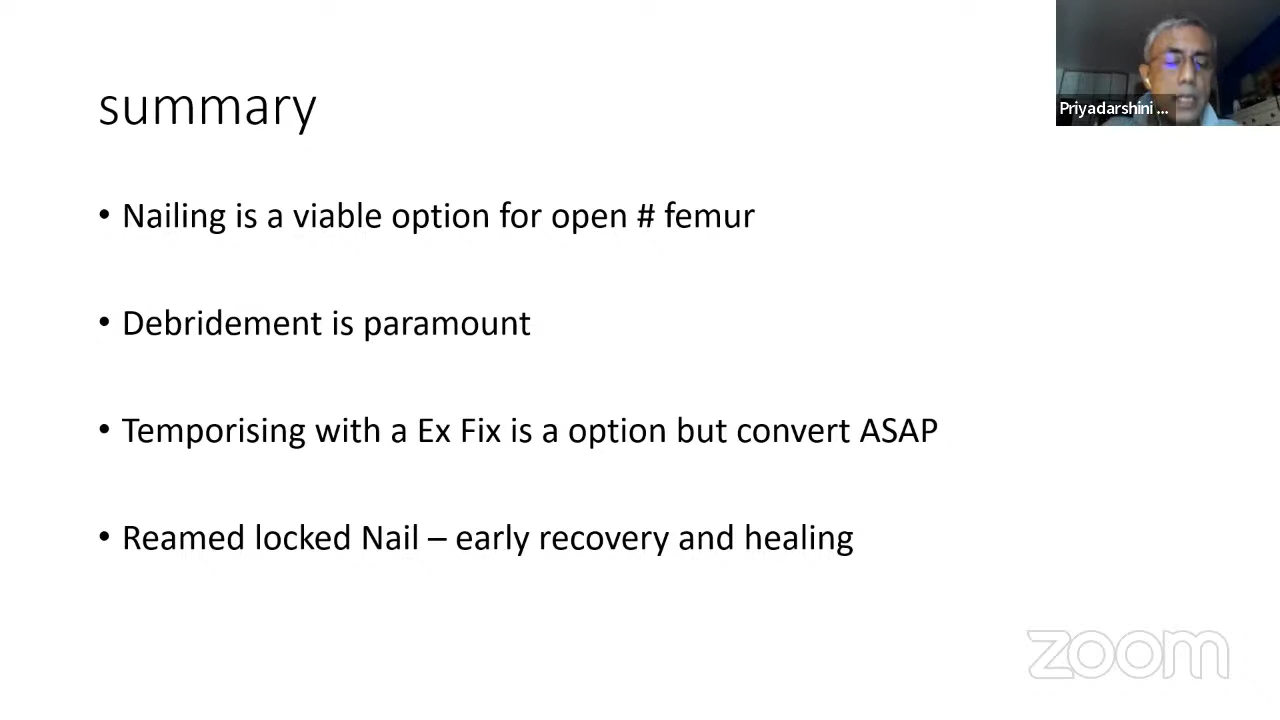 summary
Priyadarshini ...
• Nailing is a viable option for open # femur
• Debridement is paramount
• Temporising with a Ex Fix is a option but convert ASAP
• Reamed locked Nail – early recovery and healing
zoom